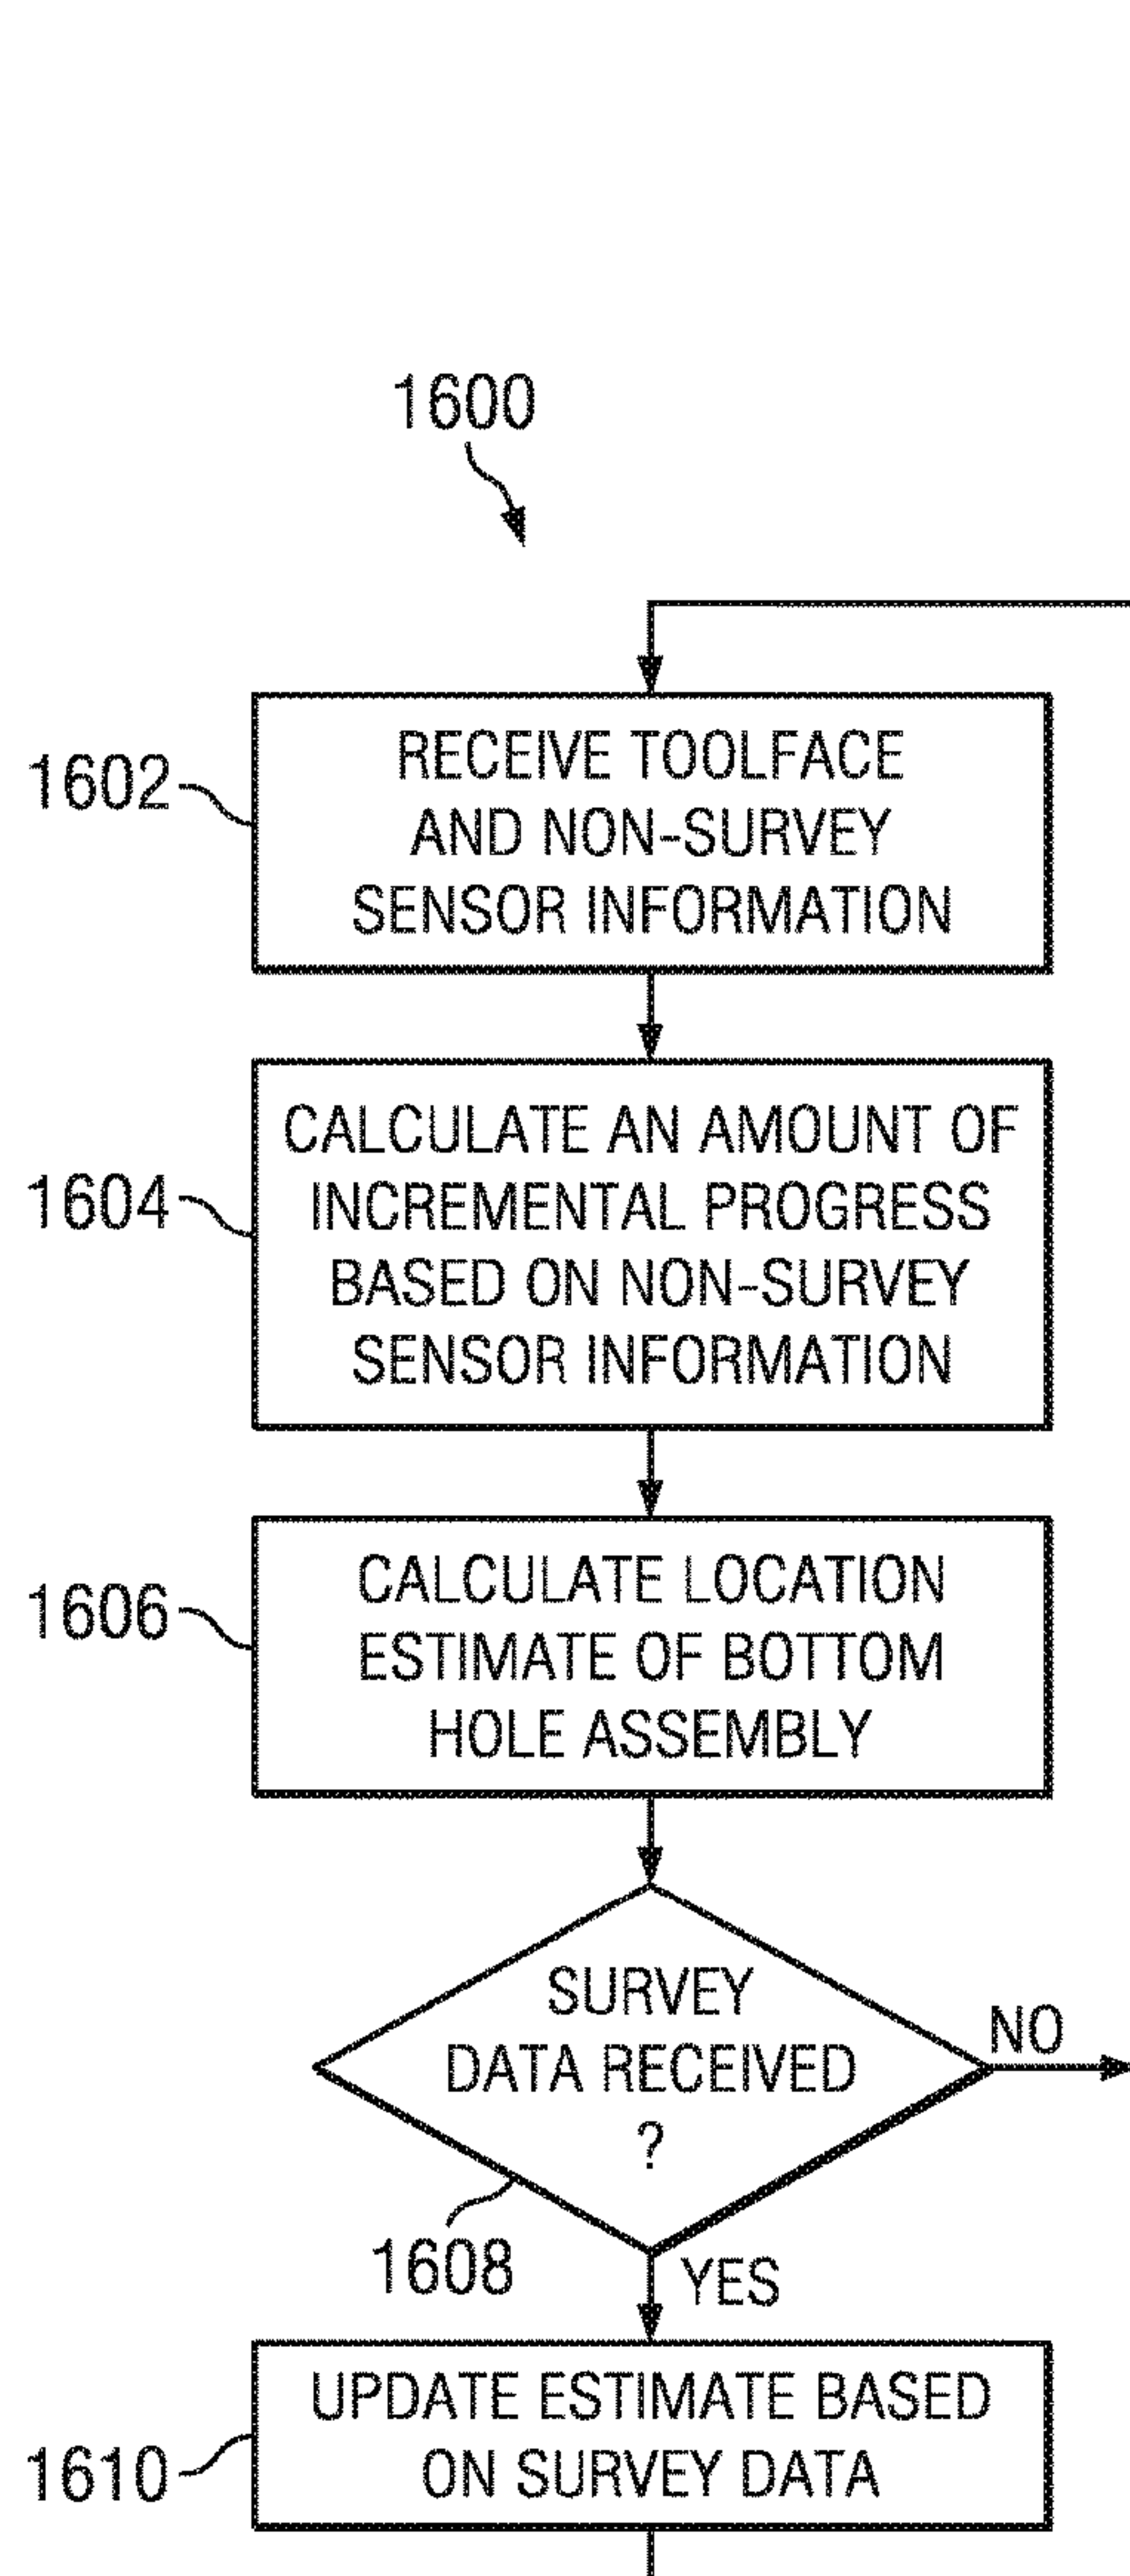 1600
1602
RECEIVE TOOLFACE
AND NON-SURVEY
SENSOR INFORMATION
1604
CALCULATE AN AMOUNT OF
INCREMENTAL PROGRESS
BASED ON NON-SURVEY
SENSOR INFORMATION
1606
CALCULATE LOCATION
ESTIMATE OF BOTTOM
HOLE ASSEMBLY
SURVEY
DATA RECEIVED
?
NO
1608
YES
1610
UPDATE ESTIMATE BASED
ON SURVEY DATA